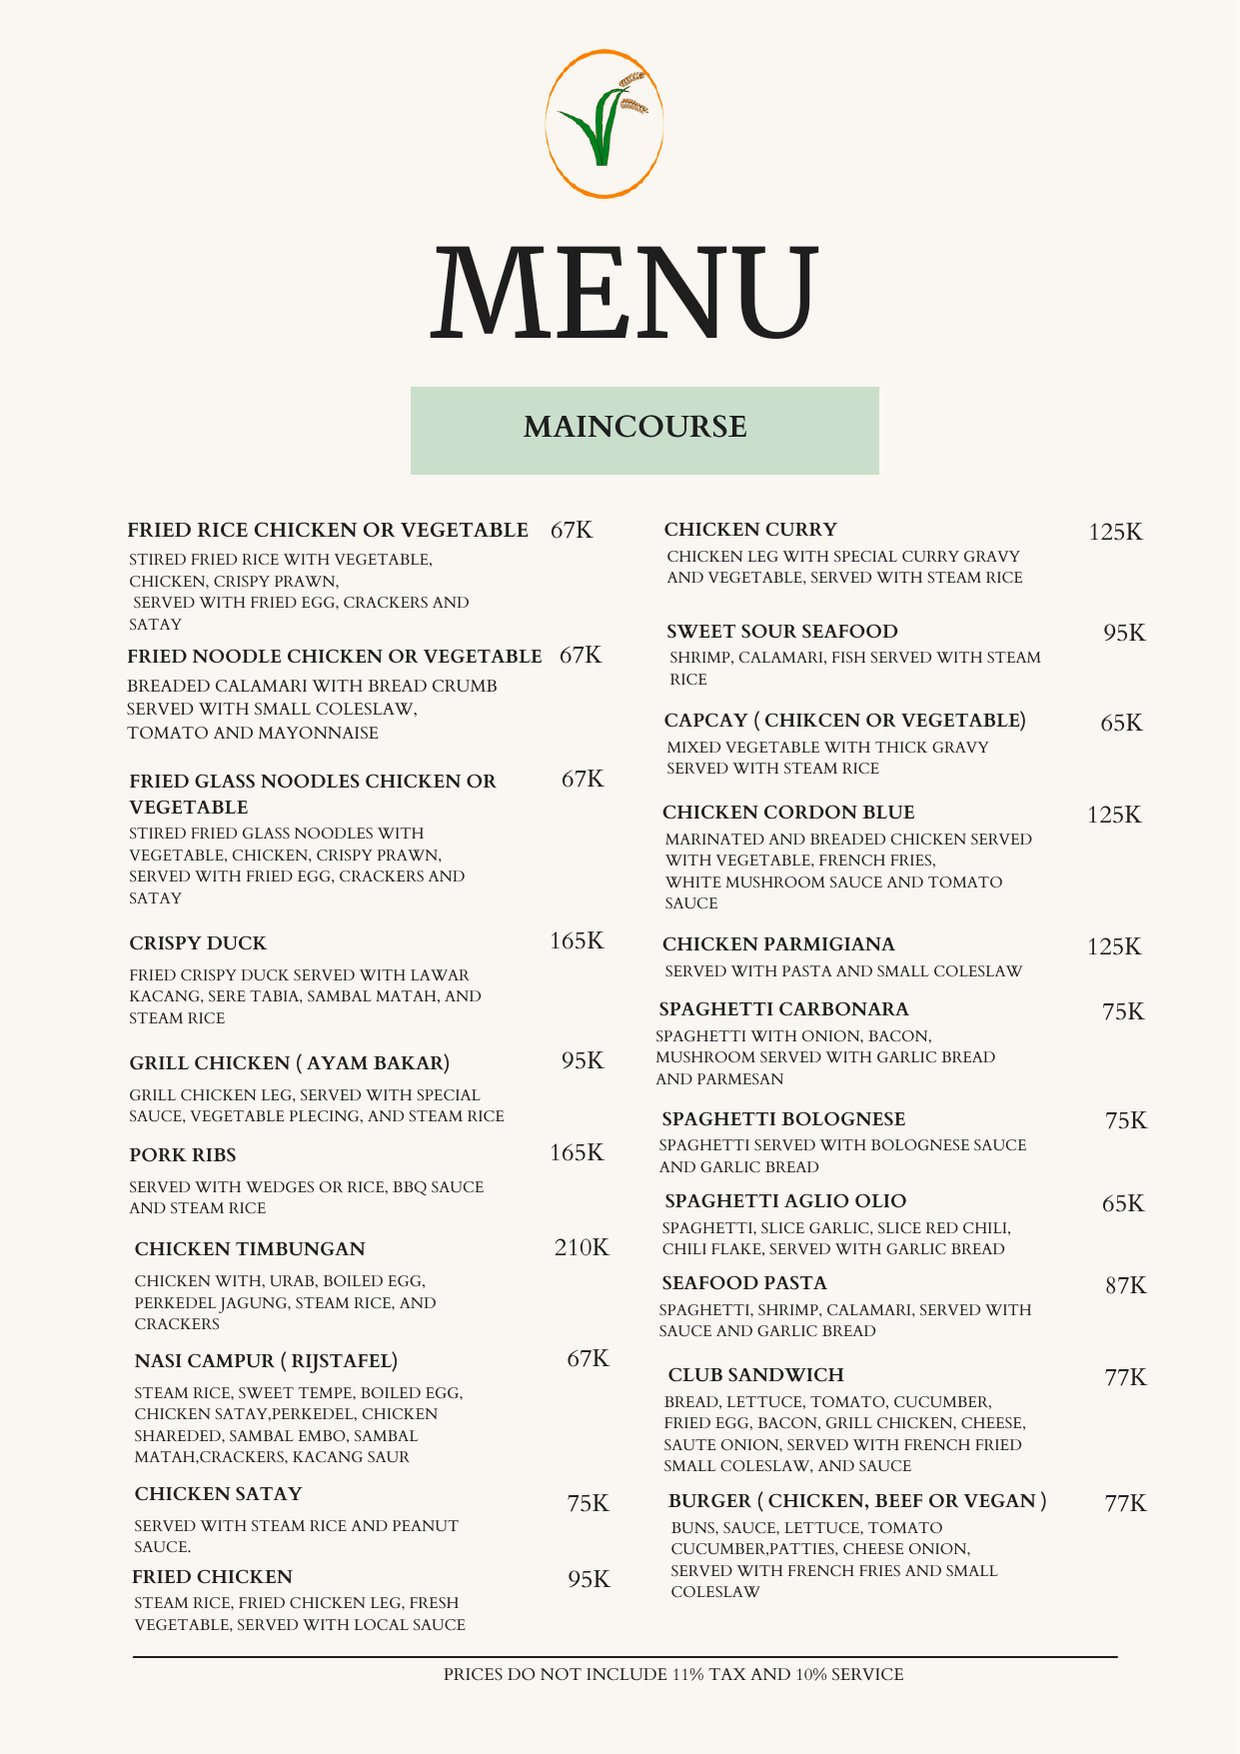 MENU
MAINCOURSE
FRIED RICE CHICKEN OR VEGETABLE 67K
STIRED FRIED RICE WITH VEGETABLE,
CHICKEN, CRISPY PRAWN,
SERVED WITH FRIED EGG, CRACKERS AND
SATAY
FRIED NOODLE CHICKEN OR VEGETABLE 67K
BREADED CALAMARI WITH BREAD CRUMB
SERVED WITH SMALL COLESLAW,
TOMATO AND MAYONNAISE
FRIED GLASS NOODLES CHICKEN OR 67K
VEGETABLE
STIRED FRIED GLASS NOODLES WITH
VEGETABLE, CHICKEN, CRISPY PRAWN,
SERVED WITH FRIED EGG, CRACKERS AND
SATAY
CRISPY DUCK 165K
FRIED CRISPY DUCK SERVED WITH LAWAR
KACANG, SERE TABIA, SAMBAL MATAH, AND
STEAM RICE
GRILL CHICKEN ( AYAM BAKAR) 95K
GRILL CHICKEN LEG, SERVED WITH SPECIAL
SAUCE, VEGETABLE PLECING, AND STEAM RICE
PORK RIBS 165K
SERVED WITH WEDGES OR RICE, BBQ SAUCE
AND STEAM RICE
CHICKEN TIMBUNGAN 210K
CHICKEN WITH, URAB, BOILED EGG,
PERKEDEL JAGUNG, STEAM RICE, AND
CRACKERS
NASI CAMPUR ( RIJSTAFEL) 67K
STEAM RICE, SWEET TEMPE, BOILED EGG,
CHICKEN SATAY,PERKEDEL, CHICKEN
SHAREDED, SAMBAL EMBO, SAMBAL
MATAH,CRACKERS, KACANG SAUR
CHICKEN SATAY 75K
SERVED WITH STEAM RICE AND PEANUT
SAUCE.
FRIED CHICKEN 95K
STEAM RICE, FRIED CHICKEN LEG, FRESH
VEGETABLE, SERVED WITH LOCAL SAUCE
CHICKEN CURRY 125K
CHICKEN LEG WITH SPECIAL CURRY GRAVY
AND VEGETABLE, SERVED WITH STEAM RICE
SWEET SOUR SEAFOOD 95K
SHRIMP, CALAMARI, FISH SERVED WITH STEAM
RICE
CAPCAY ( CHIKCEN OR VEGETABLE) 65K
MIXED VEGETABLE WITH THICK GRAVY
SERVED WITH STEAM RICE
CHICKEN CORDON BLUE 125K
MARINATED AND BREADED CHICKEN SERVED
WITH VEGETABLE, FRENCH FRIES,
WHITE MUSHROOM SAUCE AND TOMATO
SAUCE
CHICKEN PARMIGIANA 125K
SERVED WITH PASTA AND SMALL COLESLAW
SPAGHETTI CARBONARA 75K
SPAGHETTI WITH ONION, BACON,
MUSHROOM SERVED WITH GARLIC BREAD
AND PARMESAN
SPAGHETTI BOLOGNESE 75K
SPAGHETTI SERVED WITH BOLOGNESE SAUCE
AND GARLIC BREAD
SPAGHETTI AGLIO OLIO 65K
SPAGHETTI, SLICE GARLIC, SLICE RED CHILI,
CHILI FLAKE, SERVED WITH GARLIC BREAD
SEAFOOD PASTA 87K
SPAGHETTI, SHRIMP, CALAMARI, SERVED WITH
SAUCE AND GARLIC BREAD
CLUB SANDWICH 77K
BREAD, LETTUCE, TOMATO, CUCUMBER,
FRIED EGG, BACON, GRILL CHICKEN, CHEESE,
SAUTE ONION, SERVED WITH FRENCH FRIED
SMALL COLESLAW, AND SAUCE
BURGER ( CHICKEN, BEEF OR VEGAN ) 77K
BUNS, SAUCE, LETTUCE, TOMATO
CUCUMBER,PATTIES, CHEESE ONION,
SERVED WITH FRENCH FRIES AND SMALL
COLESLAW
PRICES DO NOT INCLUDE 11% TAX AND 10% SERVICE